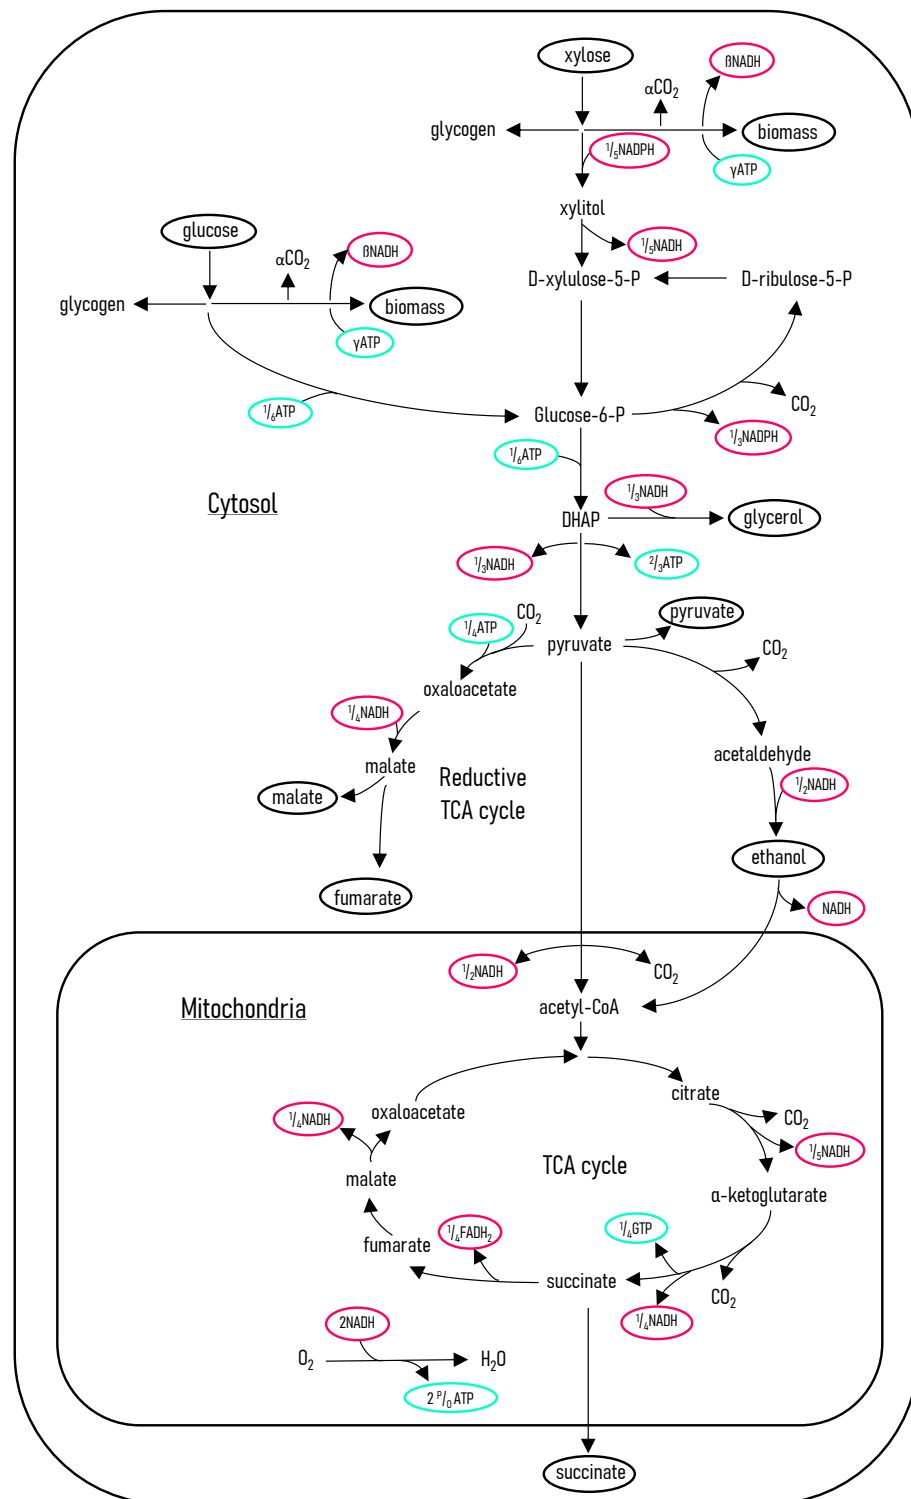 xylose
ßNADH
αCO₂
glycogen
biomass
¹/₅NADPH
γATP
xylitol
glucose
ßNADH
¹/₅NADH
αCO₂
D-xylulose-5-P
D-ribulose-5-P
glycogen
biomass
γATP
CO₂
¹/₆ATP
Glucose-6-P
¹/₃NADPH
¹/₆ATP
Cytosol
¹/₃NADH
DHAP
glycerol
¹/₃NADH
²/₃ATP
CO₂
pyruvate
¹/₄ATP
pyruvate
CO₂
oxaloacetate
¹/₄NADH
acetaldehyde
malate
Reductive
TCA cycle
malate
¹/₂NADH
ethanol
fumarate
NADH
¹/₂NADH
CO₂
Mitochondria
acetyl-CoA
citrate
oxaloacetate
¹/₄NADH
CO₂
¹/₅NADH
TCA cycle
malate
α-ketoglutarate
¹/₄FADH₂
¹/₄GTP
fumarate
succinate
CO₂
2NADH
¹/₄NADH
O₂
H₂O
2 ᴾ/₀ ATP
succinate